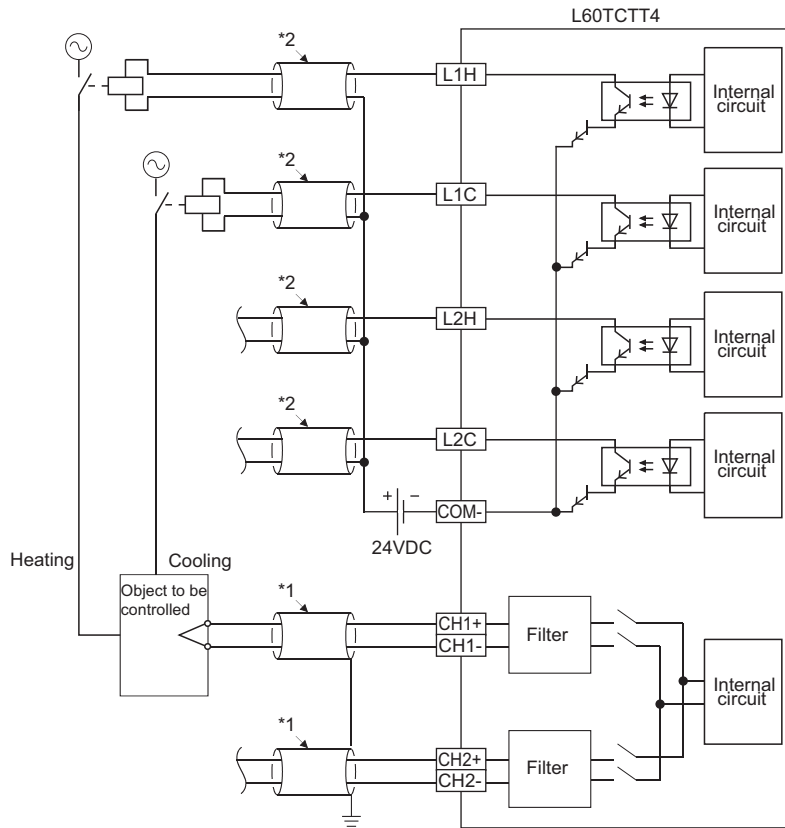 L60TCTT4
*2
L1H
Internal
circuit
*2
L1C
Internal
circuit
*2
L2H
Internal
circuit
*2
L2C
Internal
circuit
+ −
COM-
24VDC
Heating
Cooling
Object to be
controlled
*1
CH1+
CH1-
Filter
Internal
circuit
*1
CH2+
CH2-
Filter